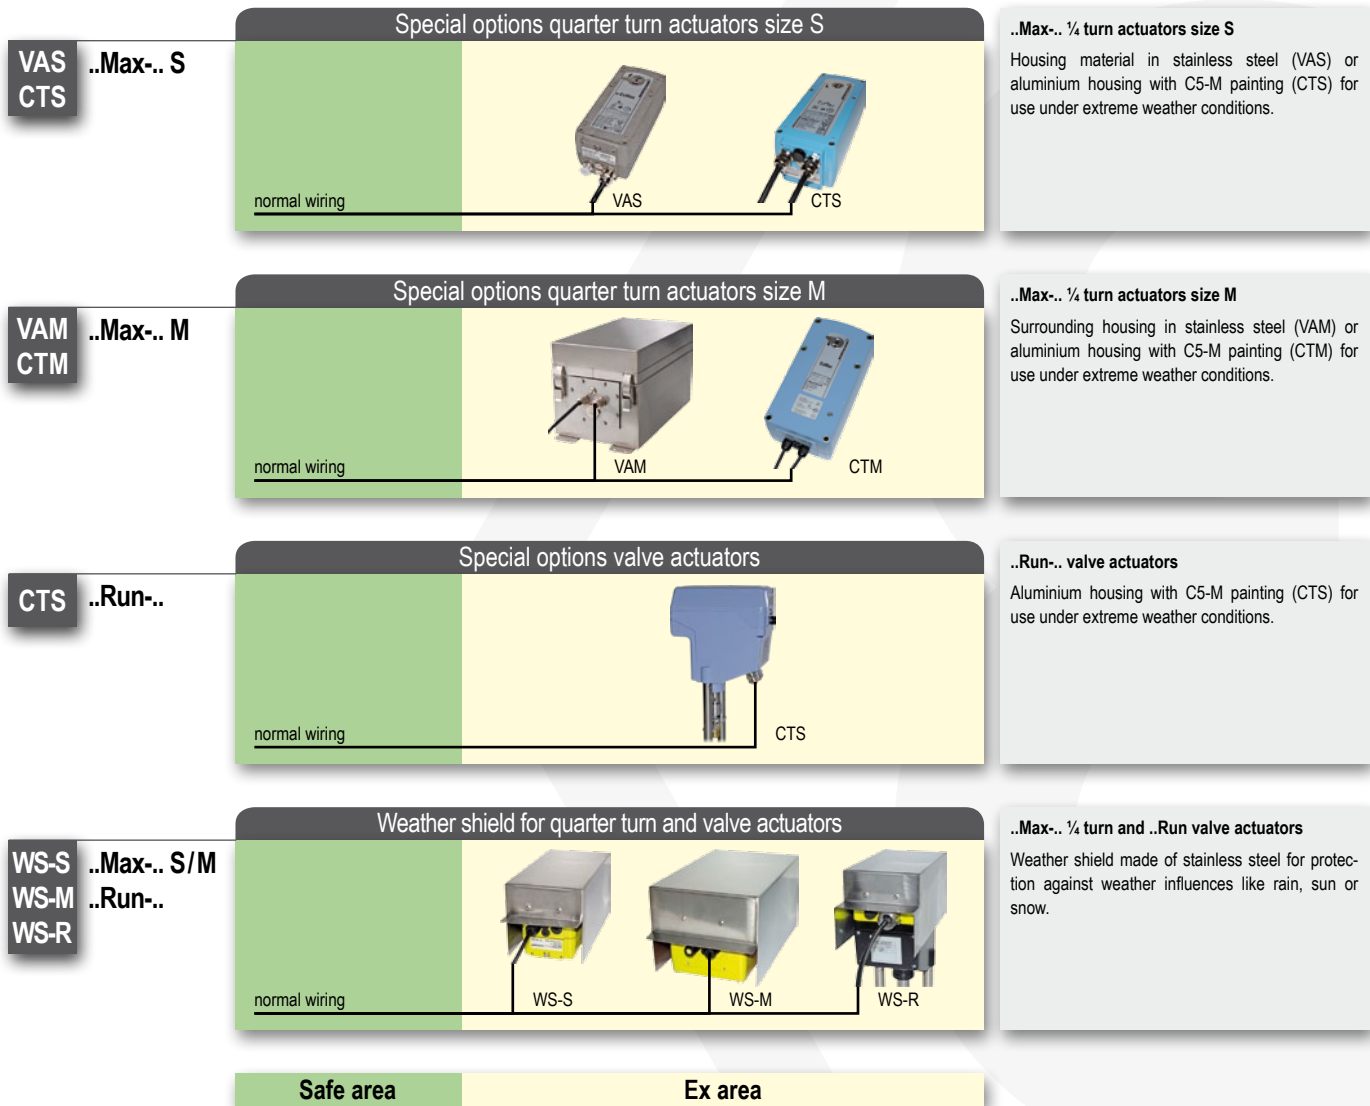 Special options quarter turn actuators size S
VAS
CTS
..Max-.. S
normal wiring
VAS
CTS
..Max-.. ¼ turn actuators size S
Housing material in stainless steel (VAS) or
aluminium housing with C5-M painting (CTS) for
use under extreme weather conditions.
Special options quarter turn actuators size M
VAM
CTM
..Max-.. M
normal wiring
VAM
CTM
..Max-.. ¼ turn actuators size M
Surrounding housing in stainless steel (VAM) or
aluminium housing with C5-M painting (CTM) for
use under extreme weather conditions.
Special options valve actuators
CTS
..Run-..
normal wiring
CTS
..Run-.. valve actuators
Aluminium housing with C5-M painting (CTS) for
use under extreme weather conditions.
Weather shield for quarter turn and valve actuators
WS-S
WS-M
WS-R
..Max-.. S/M
..Run-..
normal wiring
WS-S
WS-M
WS-R
..Max-.. ¼ turn and ..Run valve actuators
Weather shield made of stainless steel for protec-
tion against weather influences like rain, sun or
snow.
Safe area
Ex area